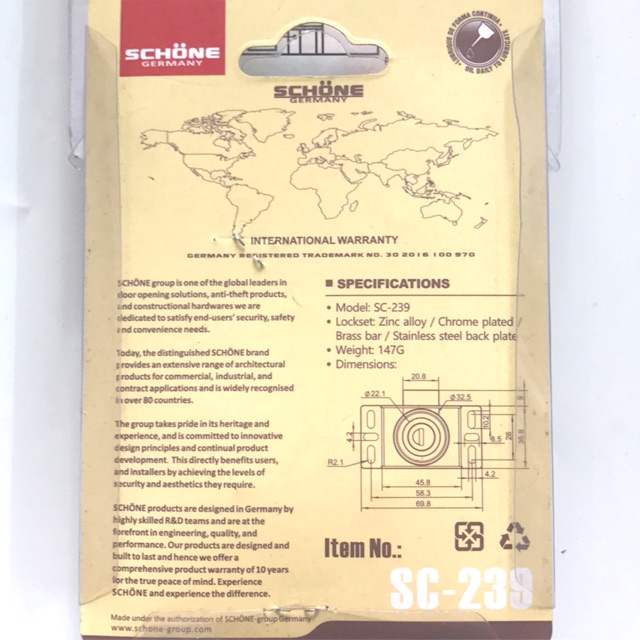 SCHÖNE
GERMANY
SCHÖNE
GERMANY
OIL DAILY TO LUBRICATE
INTERNATIONAL WARRANTY
GERMANY REGISTERED TRADEMARK NO. 30 2016 100 970
SCHÖNE group is one of the global leaders in
door opening solutions, anti-theft products,
and constructional hardwares we are
dedicated to satisfy end-users' security, safety
and convenience needs.
Today, the distinguished SCHÖNE brand
provides an extensive range of architectural
products for commercial, industrial, and
contract applications and is widely recognised
in over 80 countries.
The group takes pride in its heritage and
experience, and is committed to innovative
design principles and continual product
development. This directly benefits users,
and installers by achieving the levels of
security and aesthetics they require.
SCHÖNE products are designed in Germany by
highly skilled R&D teams and are at the
forefront in engineering, quality, and
performance. Our products are designed and
built to last and hence we offer a
comprehensive product warranty of 10 years
for the true peace of mind. Experience
SCHÖNE and experience the difference.
Made under the authorization of SCHÖNE-group Germany
www.schone-group.com
■ SPECIFICATIONS
• Model: SC-239
• Lockset: Zinc alloy / Chrome plated /
Brass bar / Stainless steel back plate
• Weight: 147G
• Dimensions:
20.8
Ø22.1
Ø32.5
9
4.2
10.2
8.5
26
35.8
R2.1
4.2
45.8
58.3
69.8
Item No.:
SC-239